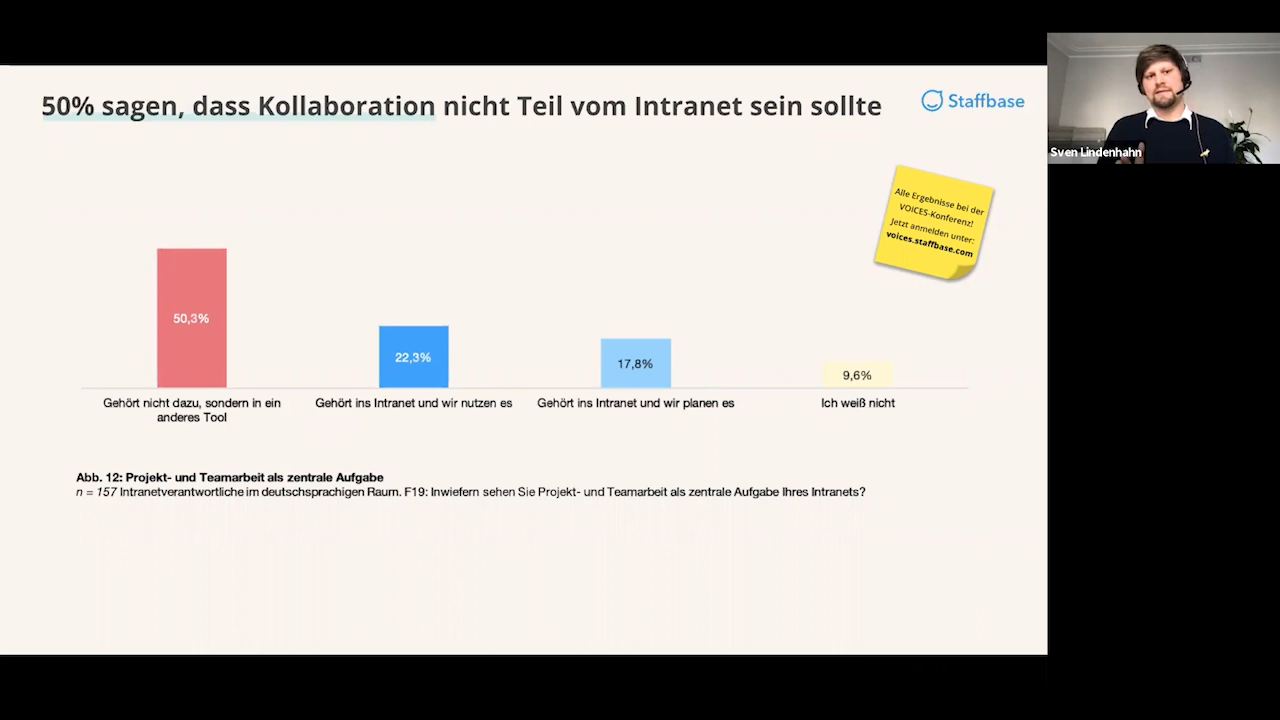 50% sagen, dass Kollaboration nicht Teil vom Intranet sein sollte
Staffbase
Sven Lindenhahn
Alle Ergebnisse bei der
VOICES-Konferenz!
Jetzt anmelden unter:
voices.staffbase.com
50,3%
22,3%
17,8%
9,6%
Gehört nicht dazu, sondern in ein
anderes Tool
Gehört ins Intranet und wir nutzen es
Gehört ins Intranet und wir planen es
Ich weiß nicht
Abb. 12: Projekt- und Teamarbeit als zentrale Aufgabe
n = 157 Intranetverantwortliche im deutschsprachigen Raum. F19: Inwiefern sehen Sie Projekt- und Teamarbeit als zentrale Aufgabe Ihres Intranets?